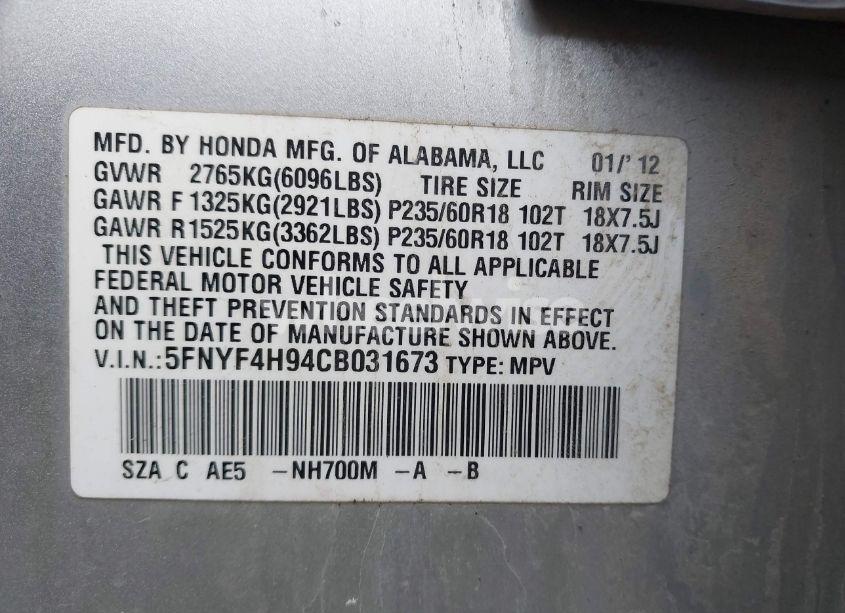 MFD. BY HONDA MFG. OF ALABAMA, LLC 01/'12
GVWR 2765KG(6096LBS) TIRE SIZE RIM SIZE
GAWR F 1325KG(2921LBS) P235/60R18 102T 18X7.5J
GAWR R1525KG(3362LBS) P235/60R18 102T 18X7.5J
THIS VEHICLE CONFORMS TO ALL APPLICABLE
FEDERAL MOTOR VEHICLE SAFETY
AND THEFT PREVENTION STANDARDS IN EFFECT
ON THE DATE OF MANUFACTURE SHOWN ABOVE.
V.I.N.:5FNYF4H94CB031673 TYPE: MPV
SZA C AE5 -NH700M -A -B